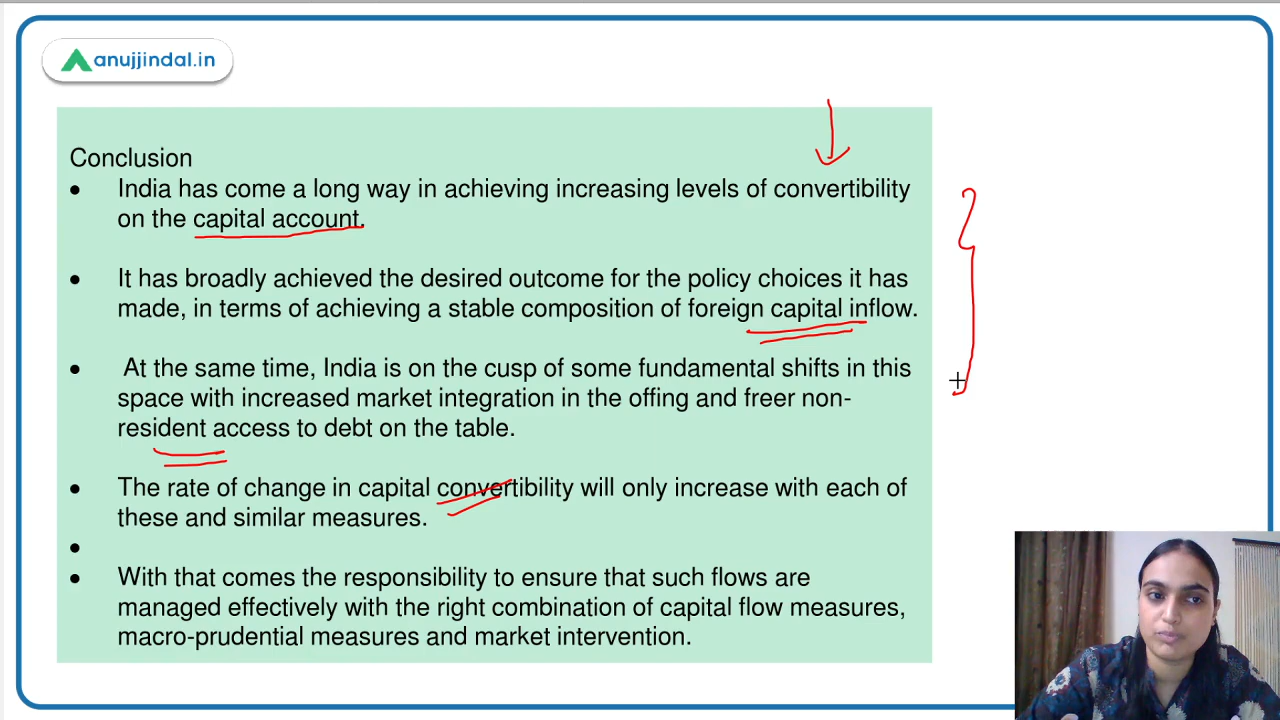 anujjindal.in
Conclusion
• India has come a long way in achieving increasing levels of convertibility
on the capital account.
• It has broadly achieved the desired outcome for the policy choices it has
made, in terms of achieving a stable composition of foreign capital inflow.
• At the same time, India is on the cusp of some fundamental shifts in this
space with increased market integration in the offing and freer non-
resident access to debt on the table.
• The rate of change in capital convertibility will only increase with each of
these and similar measures.
•
• With that comes the responsibility to ensure that such flows are
managed effectively with the right combination of capital flow measures,
macro-prudential measures and market intervention.